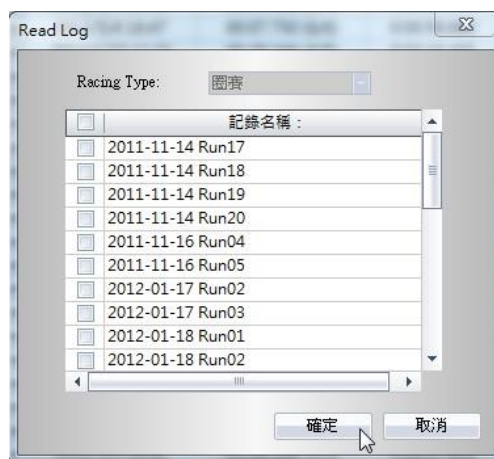 Read Log
Racing Type: 圈賽
記錄名稱：
2011-11-14 Run17
2011-11-14 Run18
2011-11-14 Run19
2011-11-14 Run20
2011-11-16 Run04
2011-11-16 Run05
2012-01-17 Run02
2012-01-17 Run03
2012-01-18 Run01
2012-01-18 Run02
確定 取消